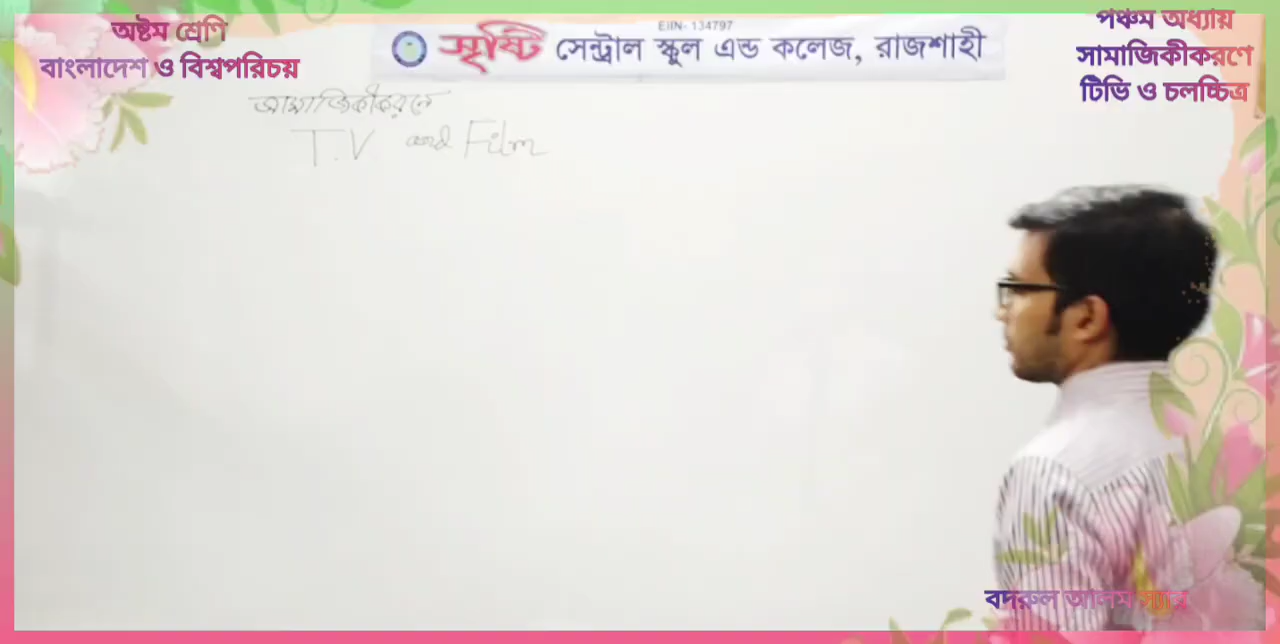 অষ্টম শ্রেণি
বাংলাদেশ ও বিশ্বপরিচয়
EIIN- 134797
সৃষ্টি সেন্ট্রাল স্কুল এন্ড কলেজ, রাজশাহী
পঞ্চম অধ্যায়
সামাজিকীকরণে
টিভি ও চলচ্চিত্র
সামাজিকীকরণে
T.V and Film
বদরুল আলম স্যার